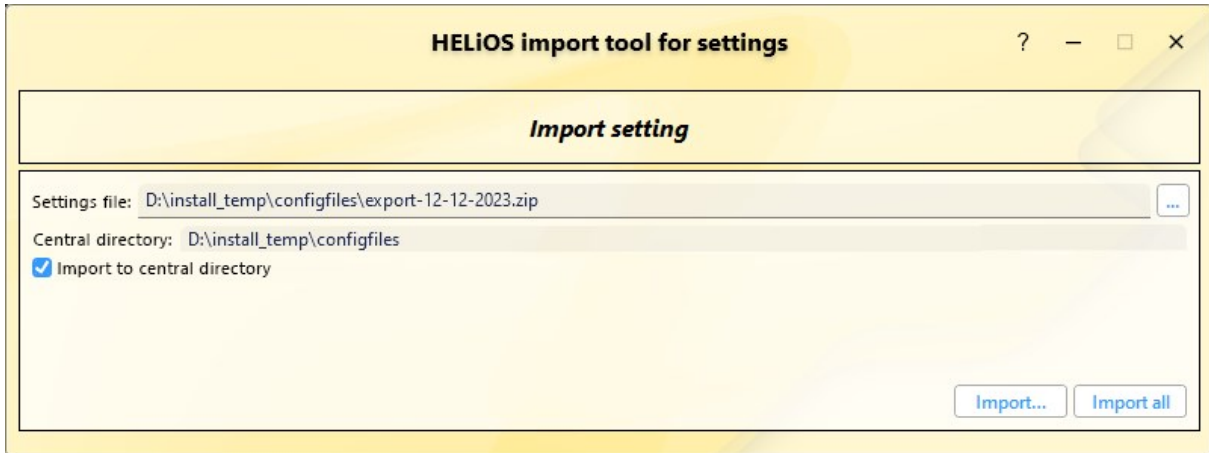 HELiOS import tool for settings
Import setting
Settings file: D:\install_temp\configfiles\export-12-12-2023.zip ...
Central directory: D:\install_temp\configfiles
Import to central directory
Import... Import all